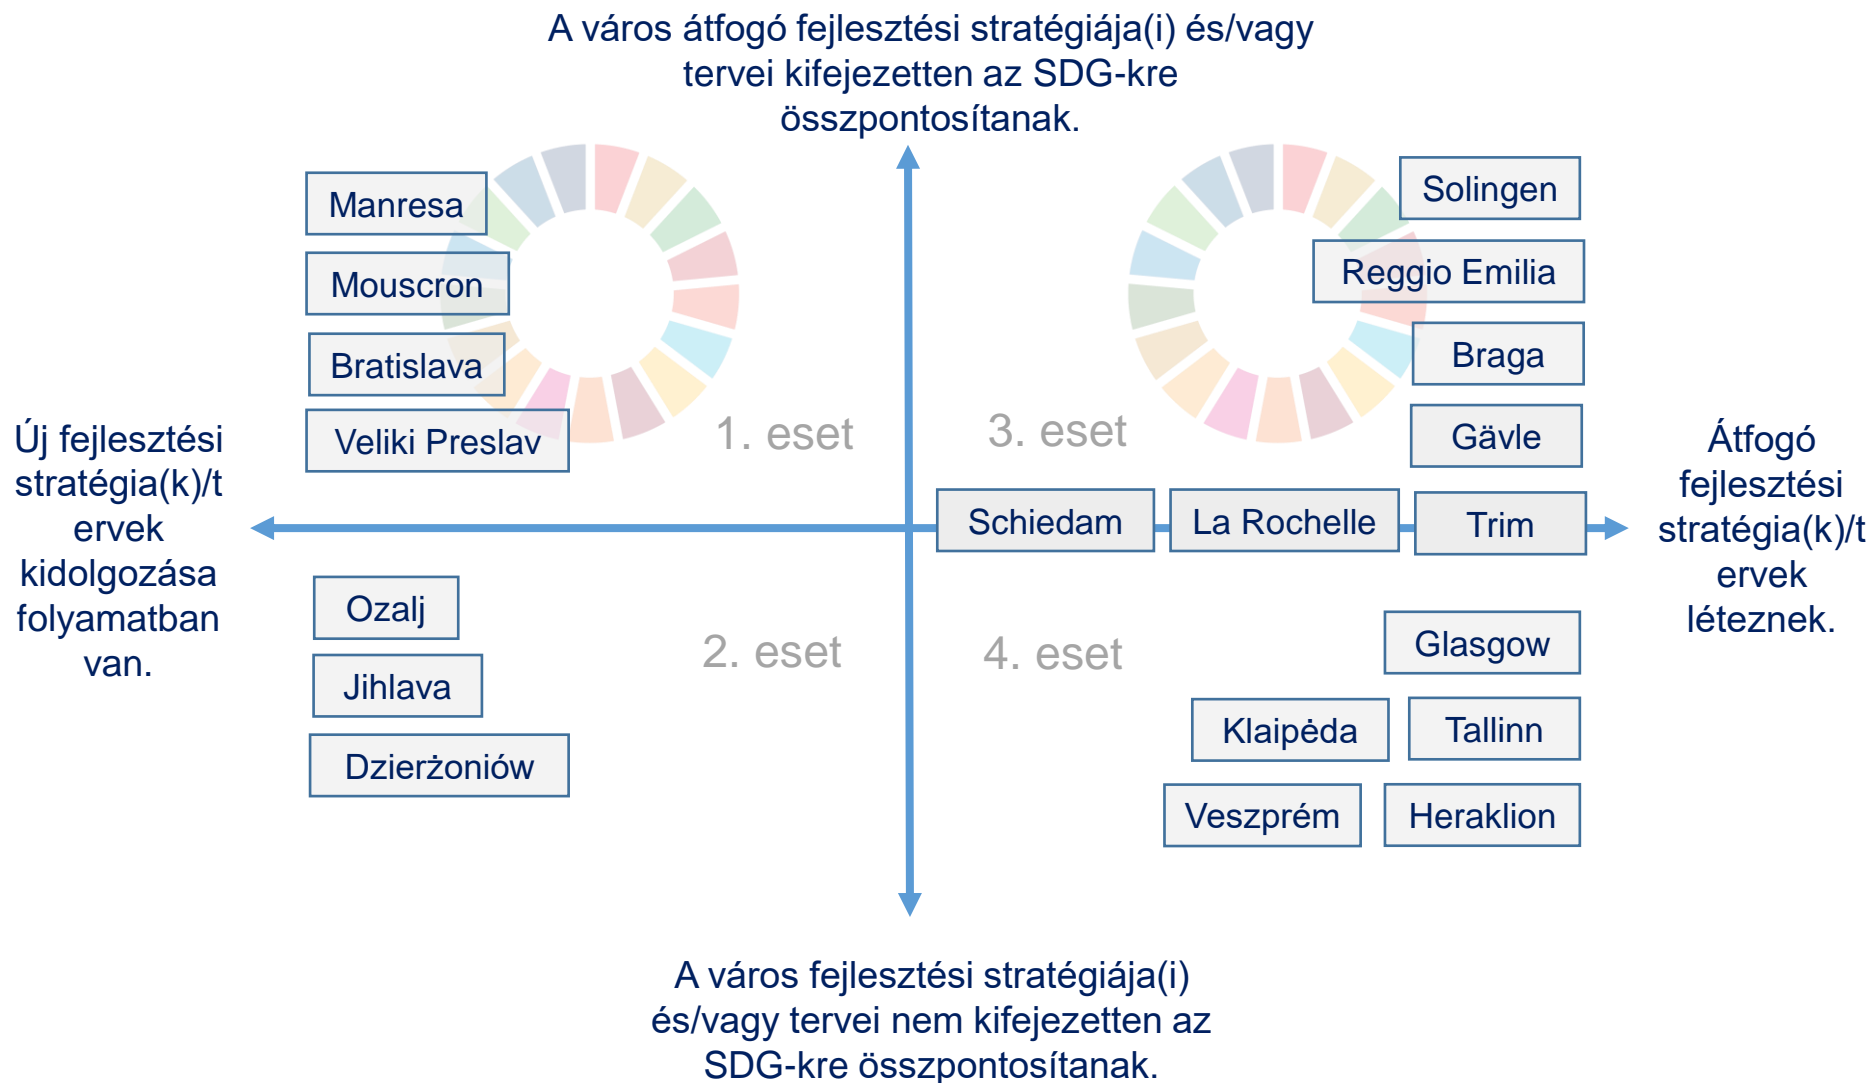 A város átfogó fejlesztési stratégiája(i) és/vagy
tervei kifejezetten az SDG-kre
összpontosítanak.
Manresa
Mouscron
Bratislava
Veliki Preslav
1. eset
3. eset
Solingen
Reggio Emilia
Braga
Gävle
Új fejlesztési
stratégia(k)/t
ervek
kidolgozása
folyamatban
van.
Schiedam
La Rochelle
Trim
Átfogó
fejlesztési
stratégia(k)/t
ervek
léteznek.
Ozalj
Jihlava
Dzierżoniów
2. eset
4. eset
Glasgow
Klaipėda
Tallinn
Veszprém
Heraklion
A város fejlesztési stratégiája(i)
és/vagy tervei nem kifejezetten az
SDG-kre összpontosítanak.